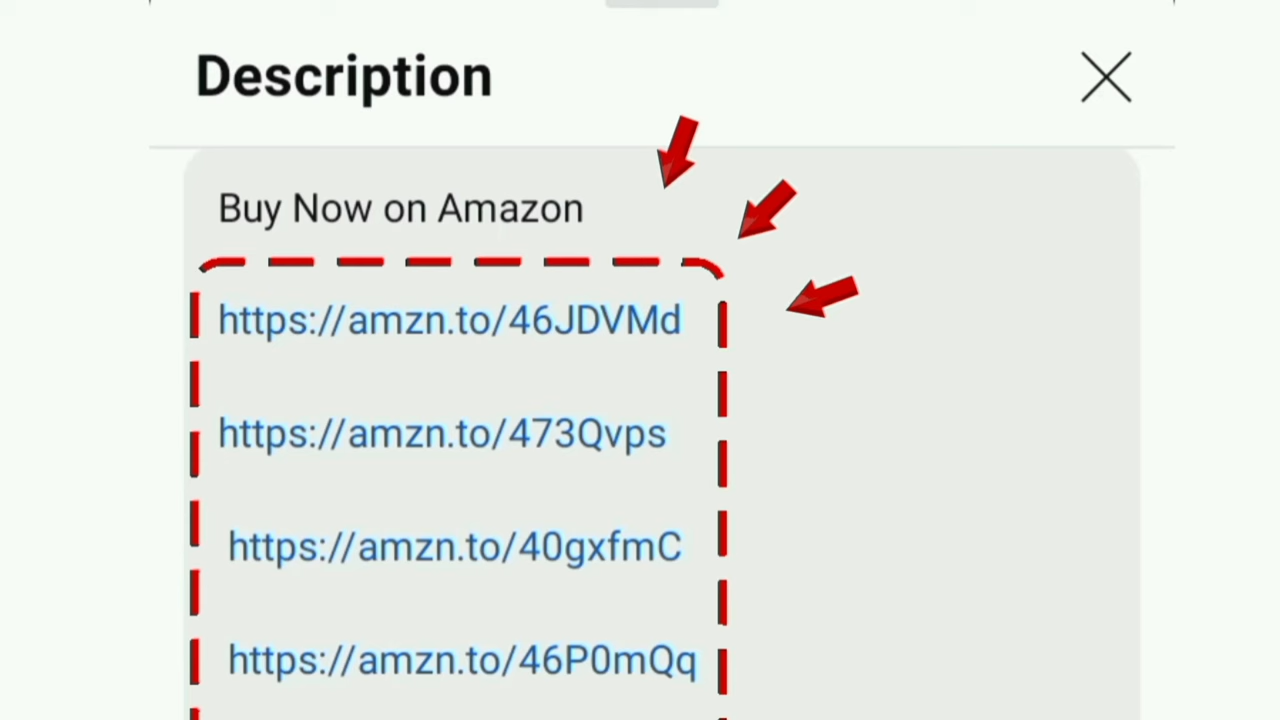 Description
Buy Now on Amazon
https://amzn.to/46JDVMd
https://amzn.to/473Qvps
https://amzn.to/40gxfmC
https://amzn.to/46P0mQq